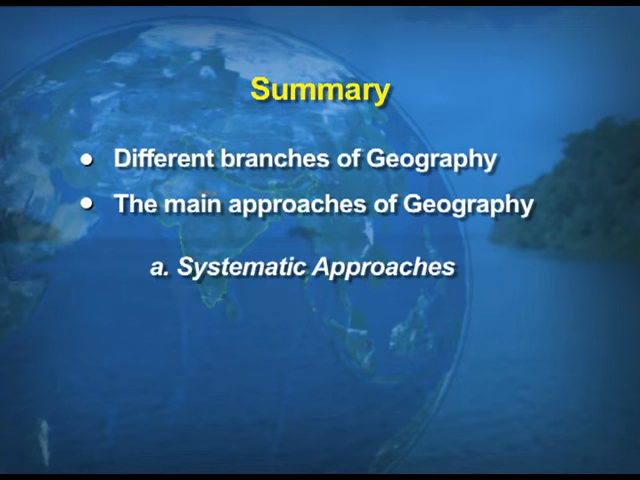 Summary
• Different branches of Geography
• The main approaches of Geography
a. Systematic Approaches